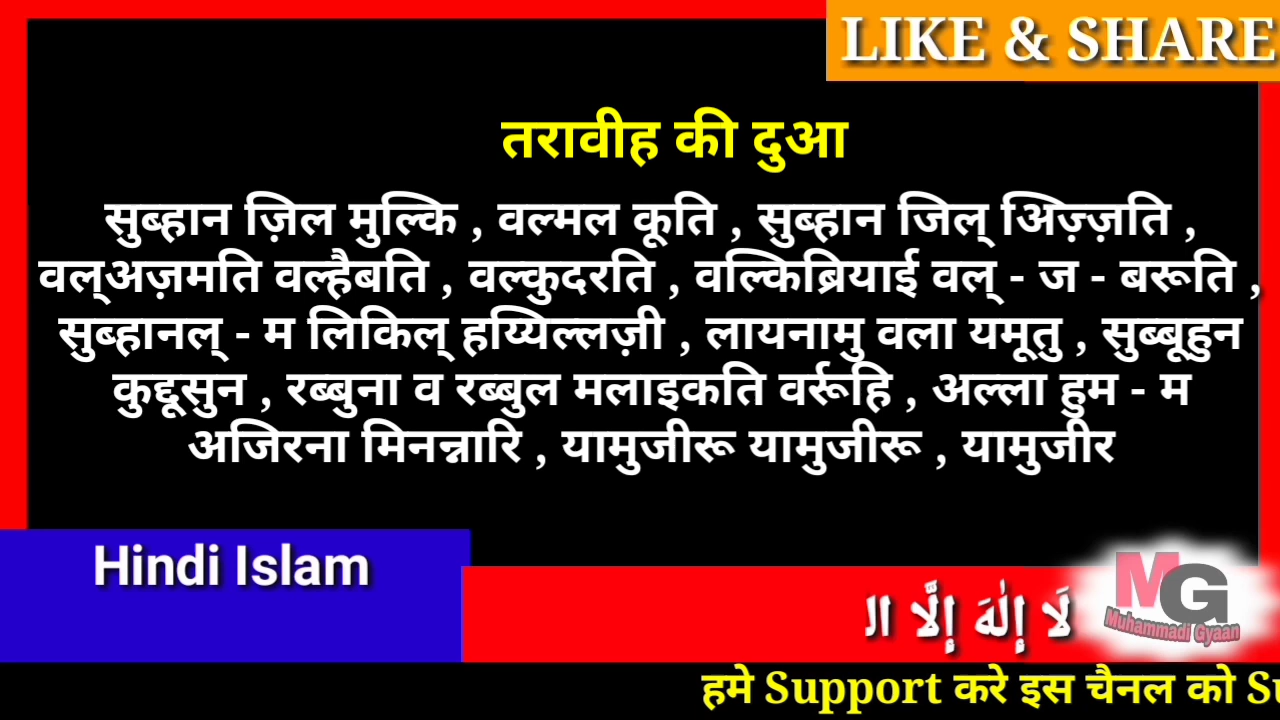 LIKE & SHARE
तरावीह की दुआ
सुब्हान ज़िल मुल्कि , वल्मल कूति , सुब्हान जिल् अिज़्ज़ति ,
वल्अज़मति वल्हैबति , वल्कुदरति , वल्किब्रियाई वल् - ज - बरूति ,
सुब्हानल् - म लिकिल् हय्यिल्लज़ी , लायनामु वला यमूतु , सुब्बूहुन
कुद्दूसुन , रब्बुना व रब्बुल मलाइकति वर्रूहि , अल्ला हुम - म
अजिरना मिनन्नारि , यामुजीरू यामुजीरू , यामुजीर
Hindi Islam
لَا إِلٰهَ إِلَّا
MG
Muhammadi Gyaan
हमे Support करे इस चैनल को